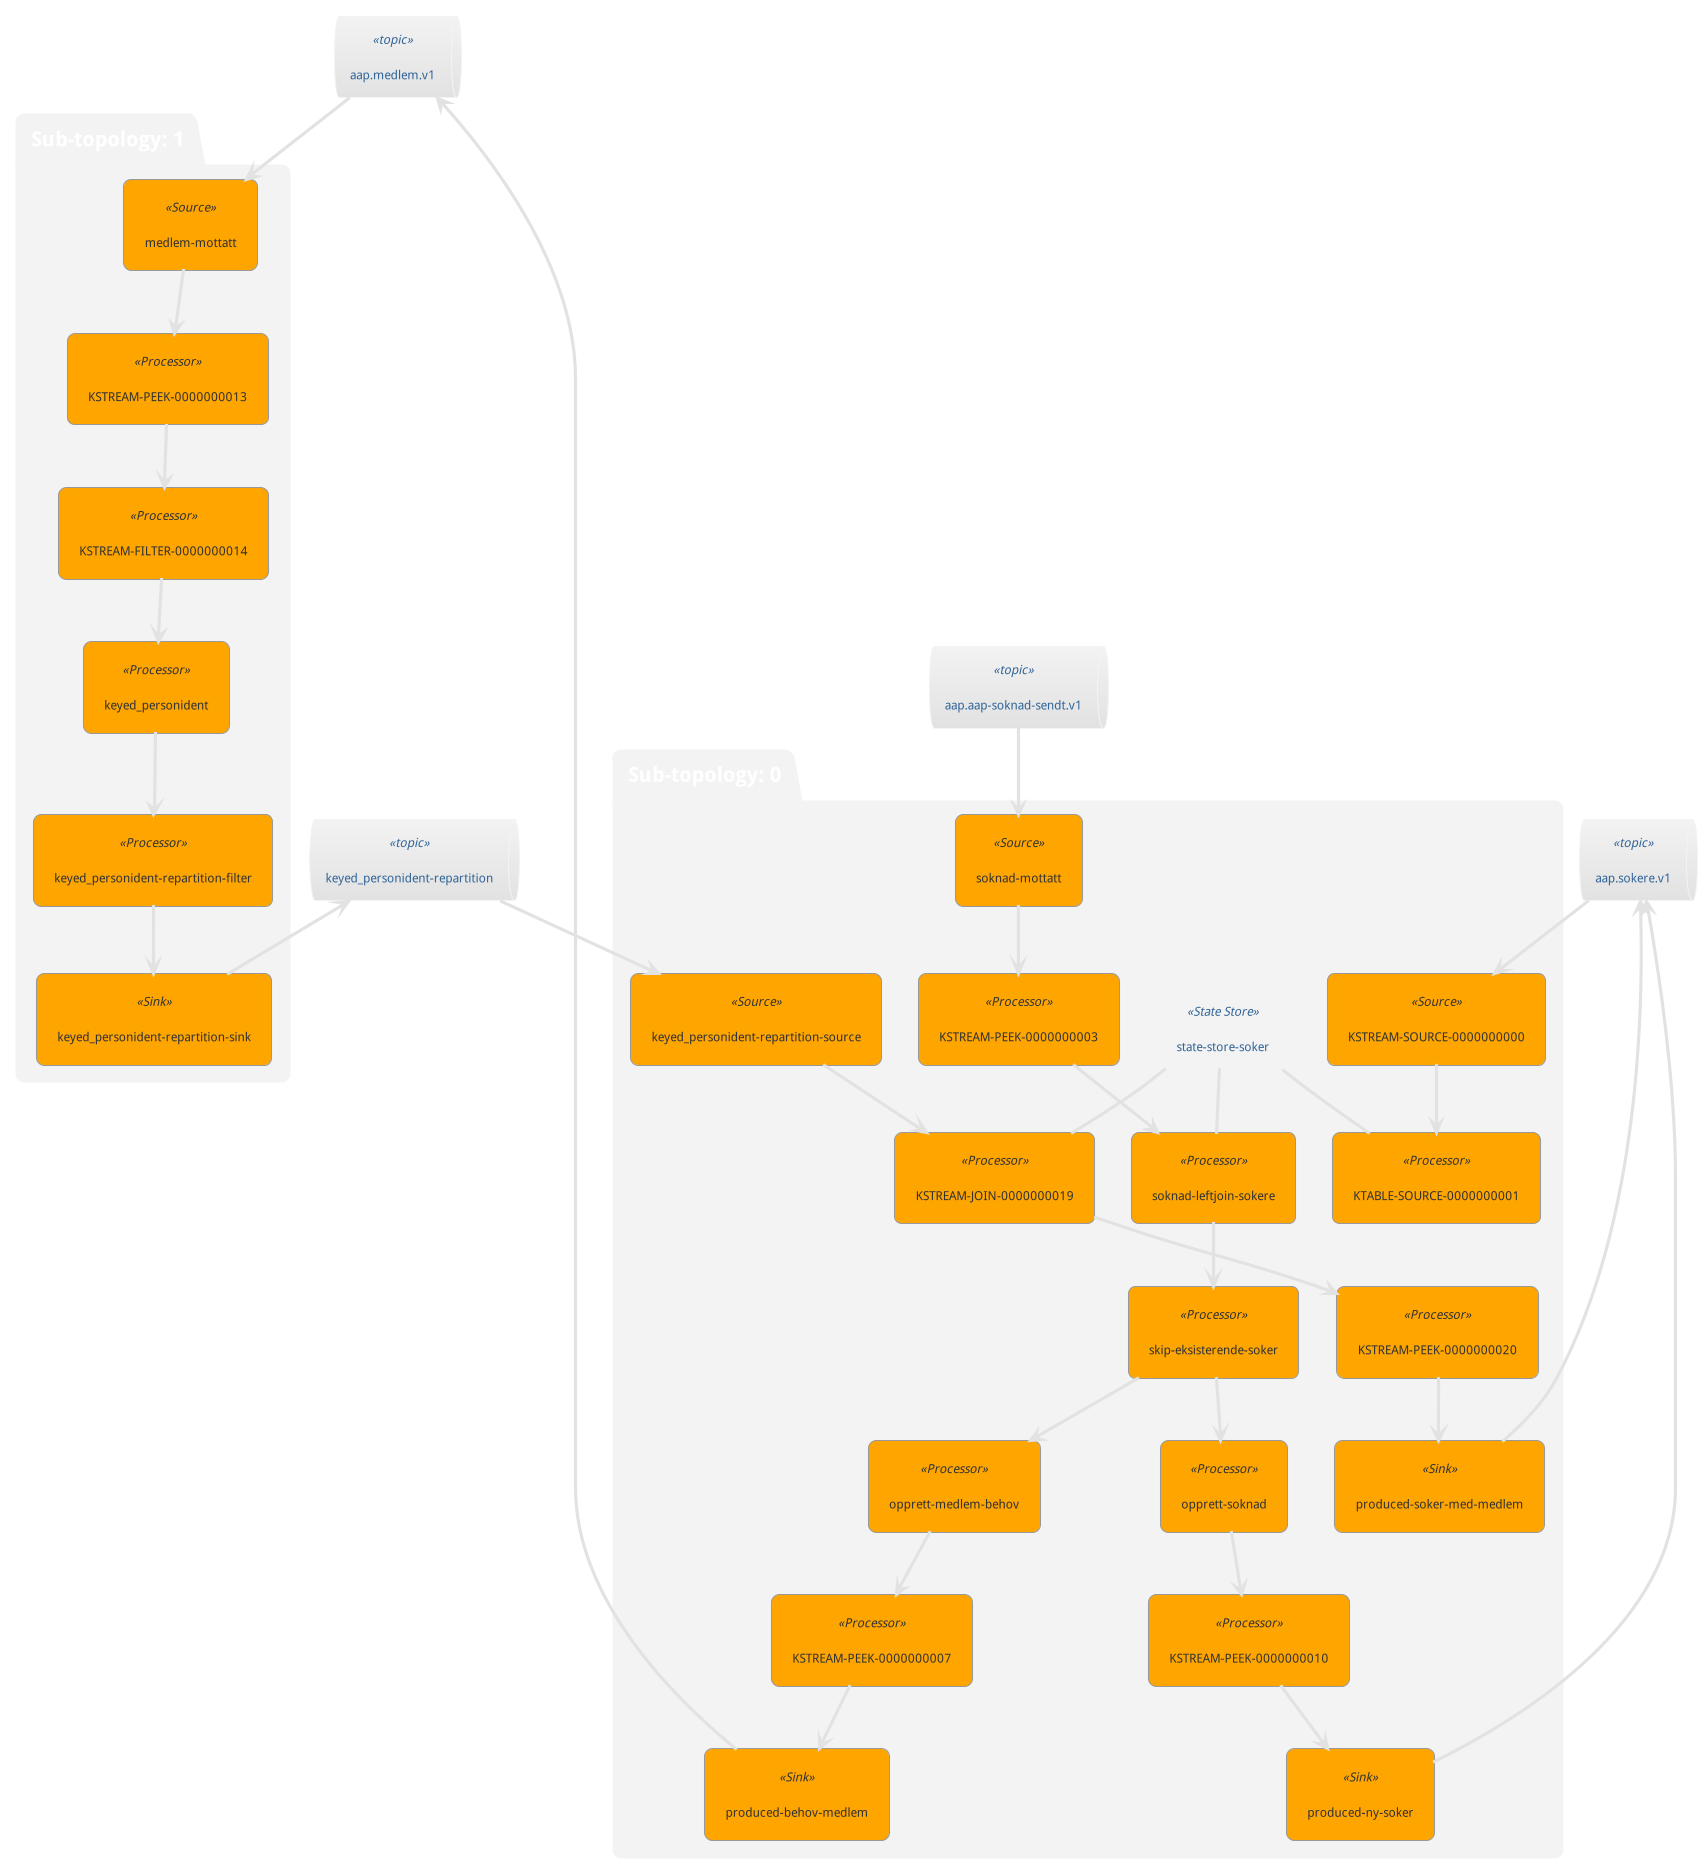 «topic»
aap.medlem.v1
Sub-topology: 1
«Source»
medlem-mottatt
«Processor»
KSTREAM-PEEK-0000000013
«Processor»
KSTREAM-FILTER-0000000014
«Processor»
keyed_personident
«Processor»
keyed_personident-repartition-filter
«Sink»
keyed_personident-repartition-sink
«topic»
keyed_personident-repartition
«topic»
aap.aap-soknad-sendt.v1
Sub-topology: 0
«Source»
soknad-mottatt
«topic»
aap.sokere.v1
«Source»
keyed_personident-repartition-source
«Processor»
KSTREAM-PEEK-0000000003
«State Store»
state-store-soker
«Source»
KSTREAM-SOURCE-0000000000
«Processor»
KSTREAM-JOIN-0000000019
«Processor»
soknad-leftjoin-sokere
«Processor»
KTABLE-SOURCE-0000000001
«Processor»
skip-eksisterende-soker
«Processor»
KSTREAM-PEEK-0000000020
«Processor»
opprett-medlem-behov
«Processor»
opprett-soknad
«Sink»
produced-soker-med-medlem
«Processor»
KSTREAM-PEEK-0000000007
«Processor»
KSTREAM-PEEK-0000000010
«Sink»
produced-behov-medlem
«Sink»
produced-ny-soker